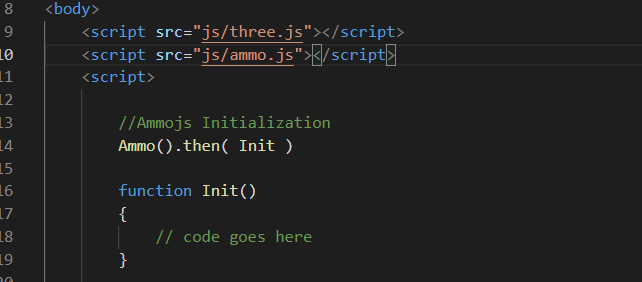 8 <body>
9 <script src="js/three.js"></script>
10 <script src="js/ammo.js"></script>
11 <script>
12
13 //Ammojs Initialization
14 Ammo().then( Init )
15
16 function Init()
17 {
18 // code goes here
19 }